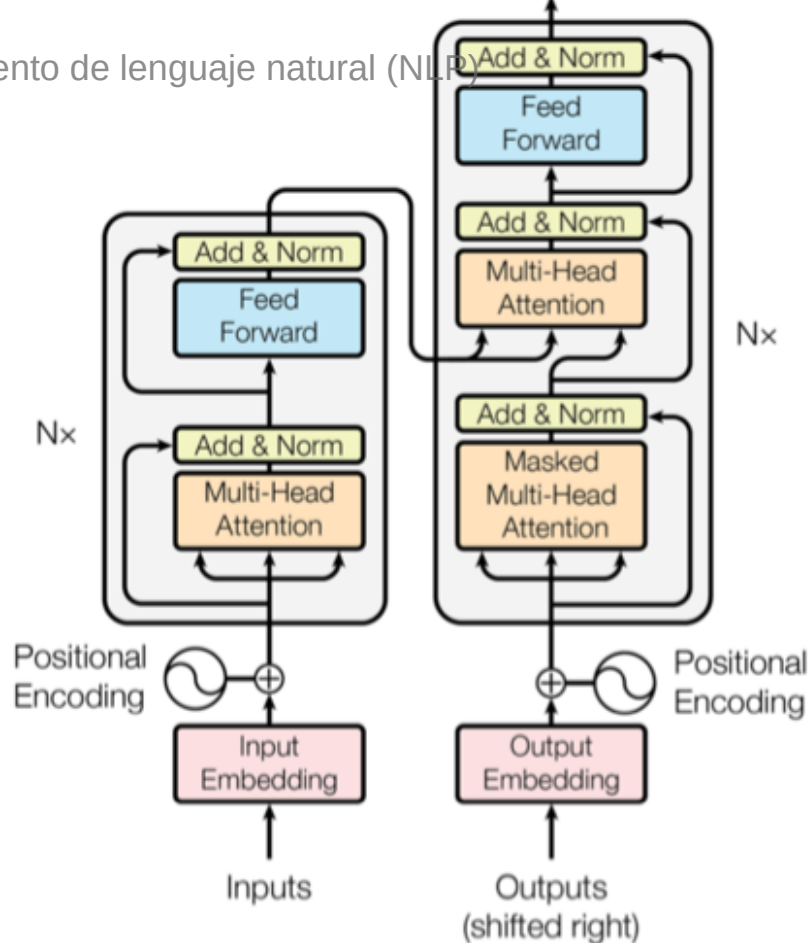 ento de lenguaje natural (NLP)
Add & Norm
Feed
Forward
Add & Norm
Multi-Head
Attention
Nx
Add & Norm
Masked
Multi-Head
Attention
Add & Norm
Feed
Forward
Nx
Add & Norm
Multi-Head
Attention
Positional
Encoding
Positional
Encoding
Input
Embedding
Output
Embedding
Inputs
Outputs
(shifted right)